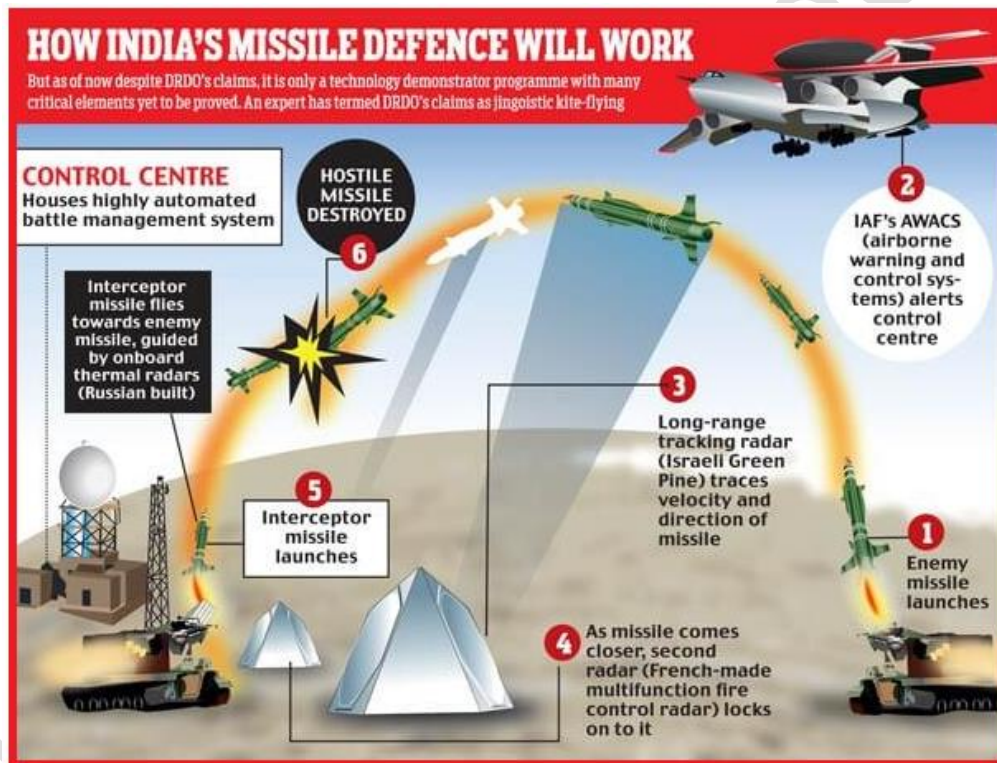 HOW INDIA'S MISSILE DEFENCE WILL WORK
But as of now despite DRDO's claims, it is only a technology demonstrator programme with many
critical elements yet to be proved. An expert has termed DRDO's claims as jingoistic kite-flying
CONTROL CENTRE
Houses highly automated
battle management system
HOSTILE
MISSILE
DESTROYED
6
2
IAF's AWACS
(airborne
warning and
control sys-
tems) alerts
control
centre
Interceptor
missile flies
towards enemy
missile, guided
by onboard
thermal radars
(Russian built)
3
Long-range
tracking radar
(Israeli Green
Pine) traces
velocity and
direction of
missile
5
Interceptor
missile
launches
1
Enemy
missile
launches
4
As missile comes
closer, second
radar (French-made
multifunction fire
control radar) locks
on to it